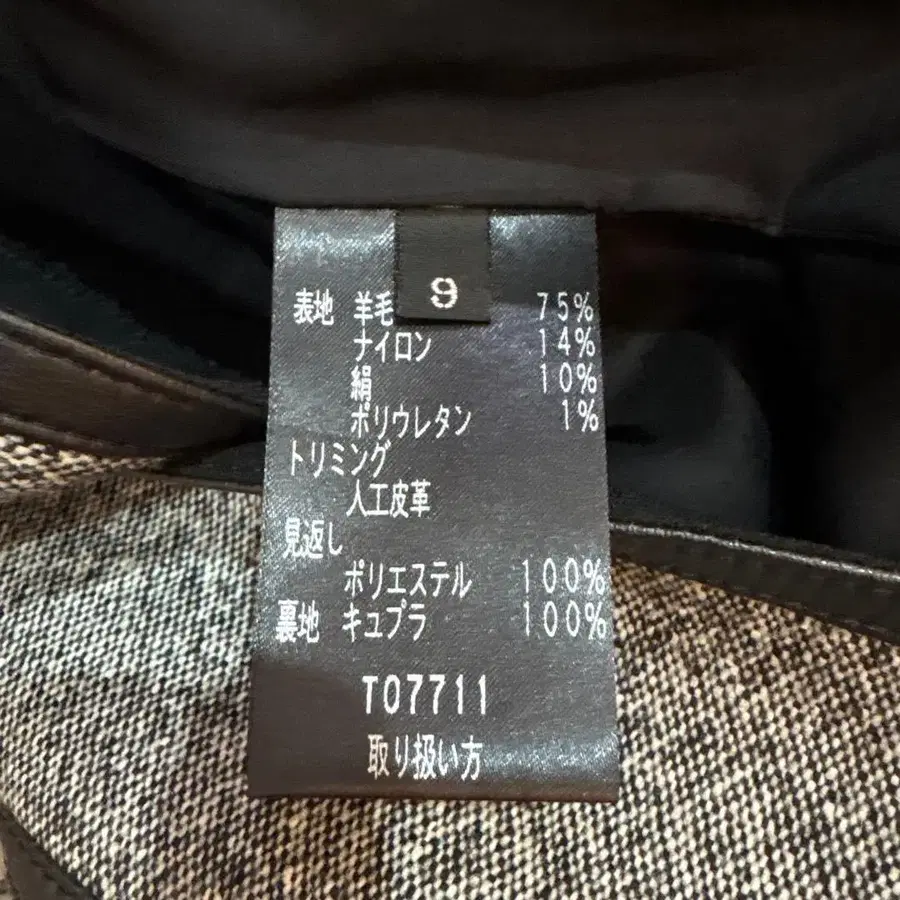 9
表地 羊毛 75%
ナイロン 14%
絹 10%
ポリウレタン 1%
トリミング
人工皮革
見返し
ポリエステル 100%
裏地 キュプラ 100%
T07711
取り扱い方